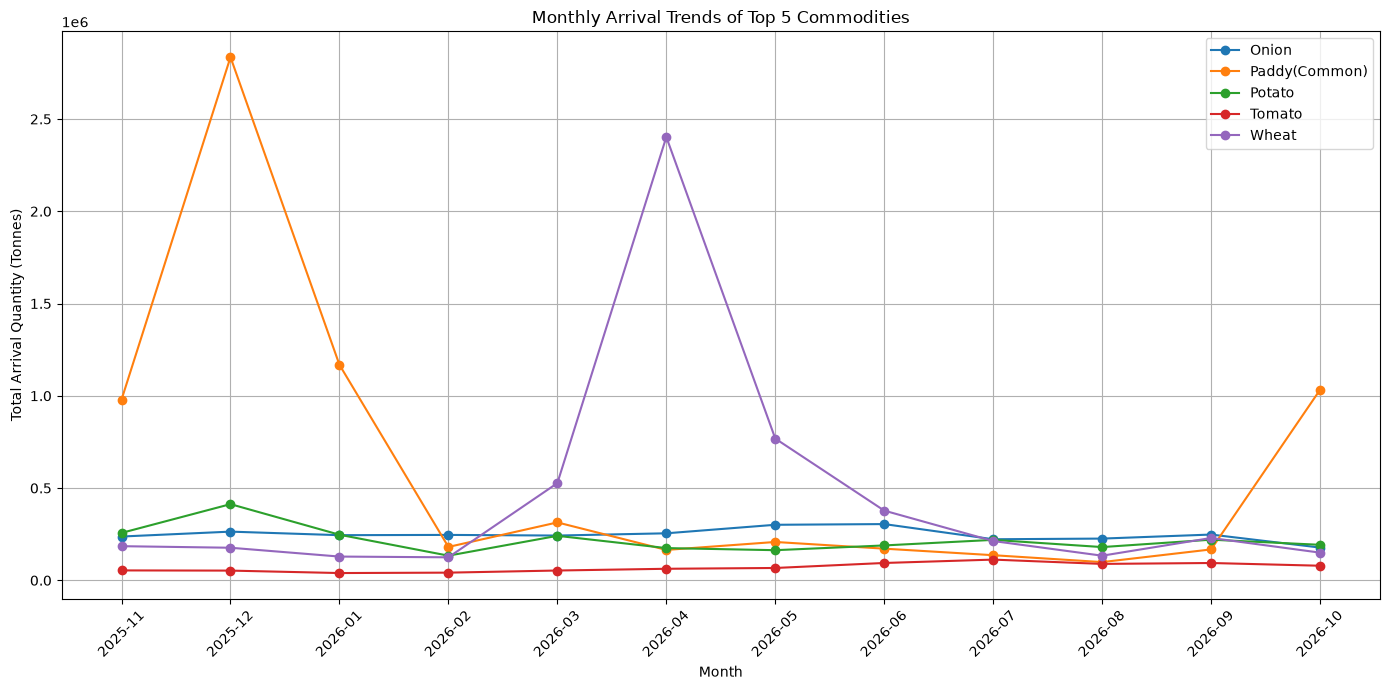 Monthly Arrival Trends of Top 5 Commodities
1e6
Onion
Paddy(Common)
Potato
Tomato
Wheat
Total Arrival Quantity (Tonnes)
2.5
2.0
1.5
1.0
0.5
0.0
2025-11
2025-12
2026-01
2026-02
2026-03
2026-04
2026-05
2026-06
2026-07
2026-08
2026-09
2026-10
Month